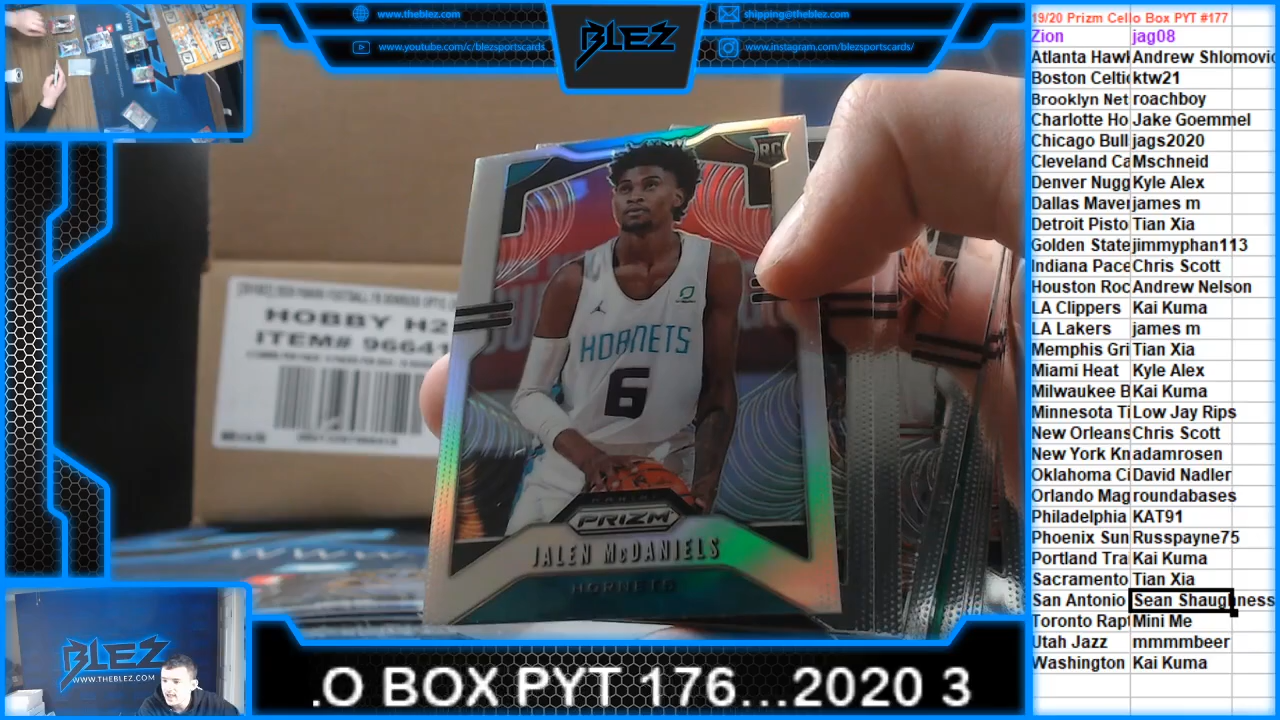 www.theblez.com
www.youtube.com/c/blezsportscards
BLEZ
shipping@theblez.com
www.instagram.com/blezsportscards/
19/20 Prizm Cello Box PYT #177
Zion jag08
Atlanta Hawk Andrew Shlomovic
Boston Celtic ktw21
Brooklyn Net roachboy
Charlotte Ho Jake Goemmel
Chicago Bull jags2020
Cleveland Ca Mschneid
Denver Nugg Kyle Alex
Dallas Maver james m
Detroit Pisto Tian Xia
Golden State jimmyphan113
Indiana Pace Chris Scott
Houston Roc Andrew Nelson
LA Clippers Kai Kuma
LA Lakers james m
Memphis Gri Tian Xia
Miami Heat Kyle Alex
Milwaukee B Kai Kuma
Minnesota Ti Low Jay Rips
New Orleans Chris Scott
New York Kn adamrosen
Oklahoma Ci David Nadler
Orlando Mag roundabases
Philadelphia KAT91
Phoenix Sun Russpayne75
Portland Tra Kai Kuma
Sacramento Tian Xia
San Antonio Sean Shaughness
Toronto Rapt Mini Me
Utah Jazz mmmmbeer
Washington Kai Kuma
HOBBY H2
ITEM# 96641
RC
HORNETS
6
PANINI
PRIZM
JALEN McDANIELS
HORNETS
BLEZ
WWW.THEBLEZ.COM
.O BOX PYT 176...2020 3